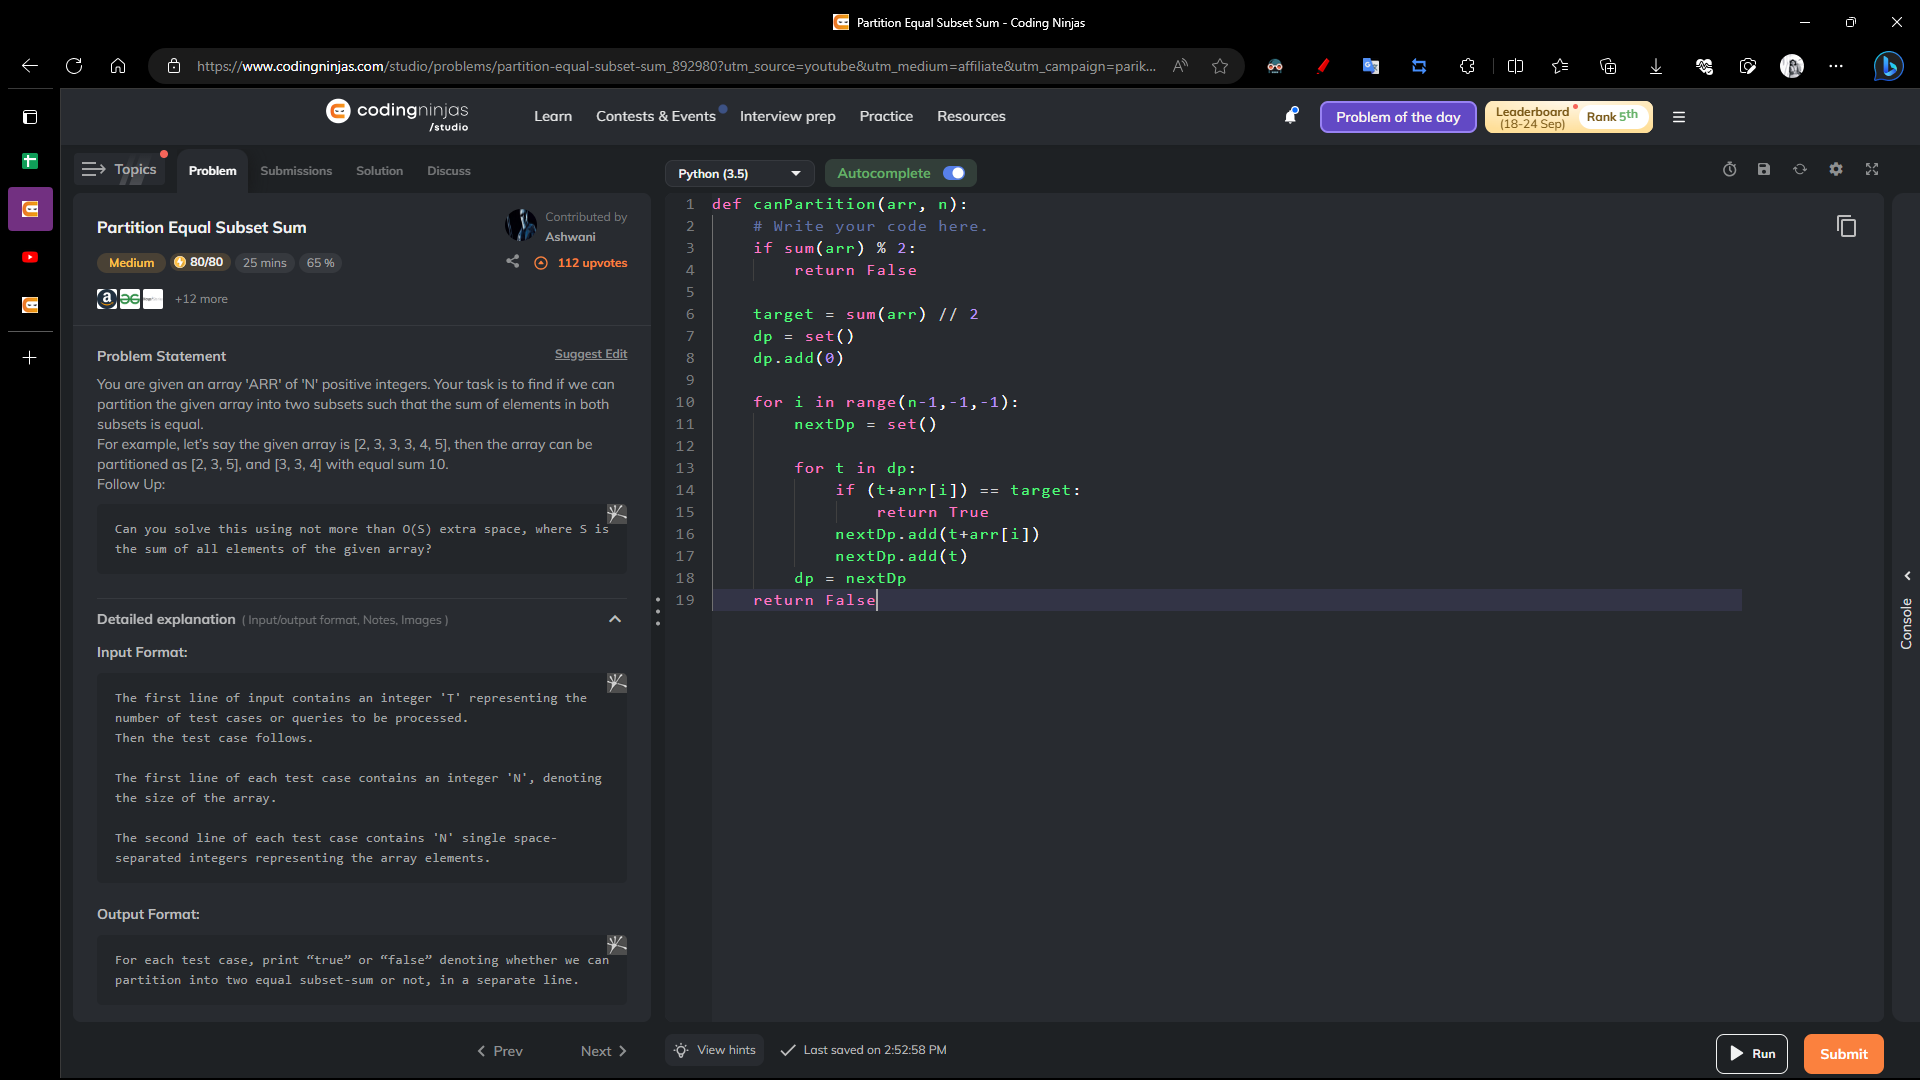 Partition Equal Subset Sum - Coding Ninjas
https://www.codingninjas.com/studio/problems/partition-equal-subset-sum_892980?utm_source=youtube&utm_medium=affiliate&utm_campaign=parik...
codingninjas
/studio
Learn
Contests & Events
Interview prep
Practice
Resources
Problem of the day
Leaderboard
(18-24 Sep)
Rank 5th
Topics
Problem
Submissions
Solution
Discuss
Python (3.5)
Autocomplete
Partition Equal Subset Sum
Contributed by
Ashwani
Medium
80/80
25 mins
65 %
112 upvotes
+12 more
Problem Statement
Suggest Edit
You are given an array 'ARR' of 'N' positive integers. Your task is to find if we can
partition the given array into two subsets such that the sum of elements in both
subsets is equal.
For example, let's say the given array is [2, 3, 3, 3, 4, 5], then the array can be
partitioned as [2, 3, 5], and [3, 3, 4] with equal sum 10.
Follow Up:
Can you solve this using not more than O(S) extra space, where S is
the sum of all elements of the given array?
Detailed explanation ( Input/output format, Notes, Images )
Input Format:
The first line of input contains an integer 'T' representing the
number of test cases or queries to be processed.
Then the test case follows.
The first line of each test case contains an integer 'N', denoting
the size of the array.
The second line of each test case contains 'N' single space-
separated integers representing the array elements.
Output Format:
For each test case, print “true” or “false” denoting whether we can
partition into two equal subset-sum or not, in a separate line.
Prev
Next
1 def canPartition(arr, n):
2 # Write your code here.
3 if sum(arr) % 2:
4 return False
5
6 target = sum(arr) // 2
7 dp = set()
8 dp.add(0)
9
10 for i in range(n-1,-1,-1):
11 nextDp = set()
12
13 for t in dp:
14 if (t+arr[i]) == target:
15 return True
16 nextDp.add(t+arr[i])
17 nextDp.add(t)
18 dp = nextDp
19 return False
Console
View hints
Last saved on 2:52:58 PM
Run
Submit